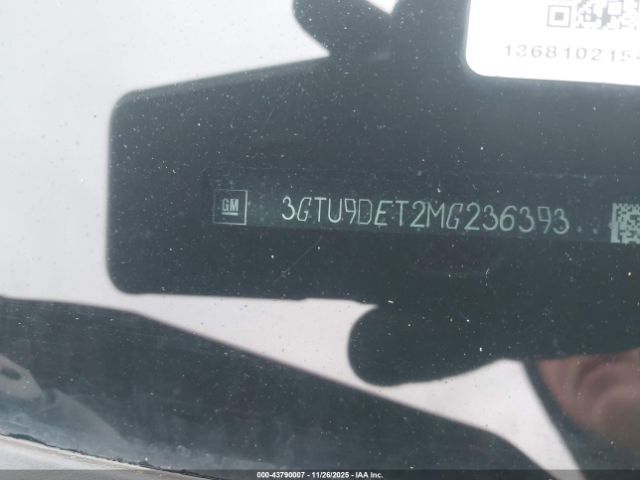 1368102154
GM
3GTU9DET2MG236393
000-43790007 - 11/26/2025 - IAA Inc.